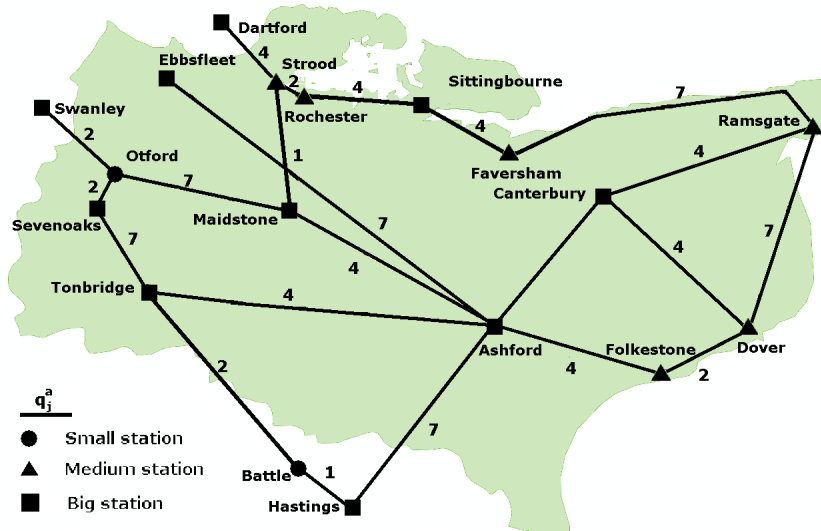 Dartford
4
Strood
Ebbsfleet
2
4
Sittingbourne
7
Swanley
Rochester
Ramsgate
2
4
Otford
1
Faversham
4
2
7
Canterbury
Sevenoaks
Maidstone
7
7
7
4
4
Tonbridge
4
Ashford
Folkestone
Dover
4
2
2
q_j^a
7
Small station
Medium station
Battle
1
Big station
Hastings